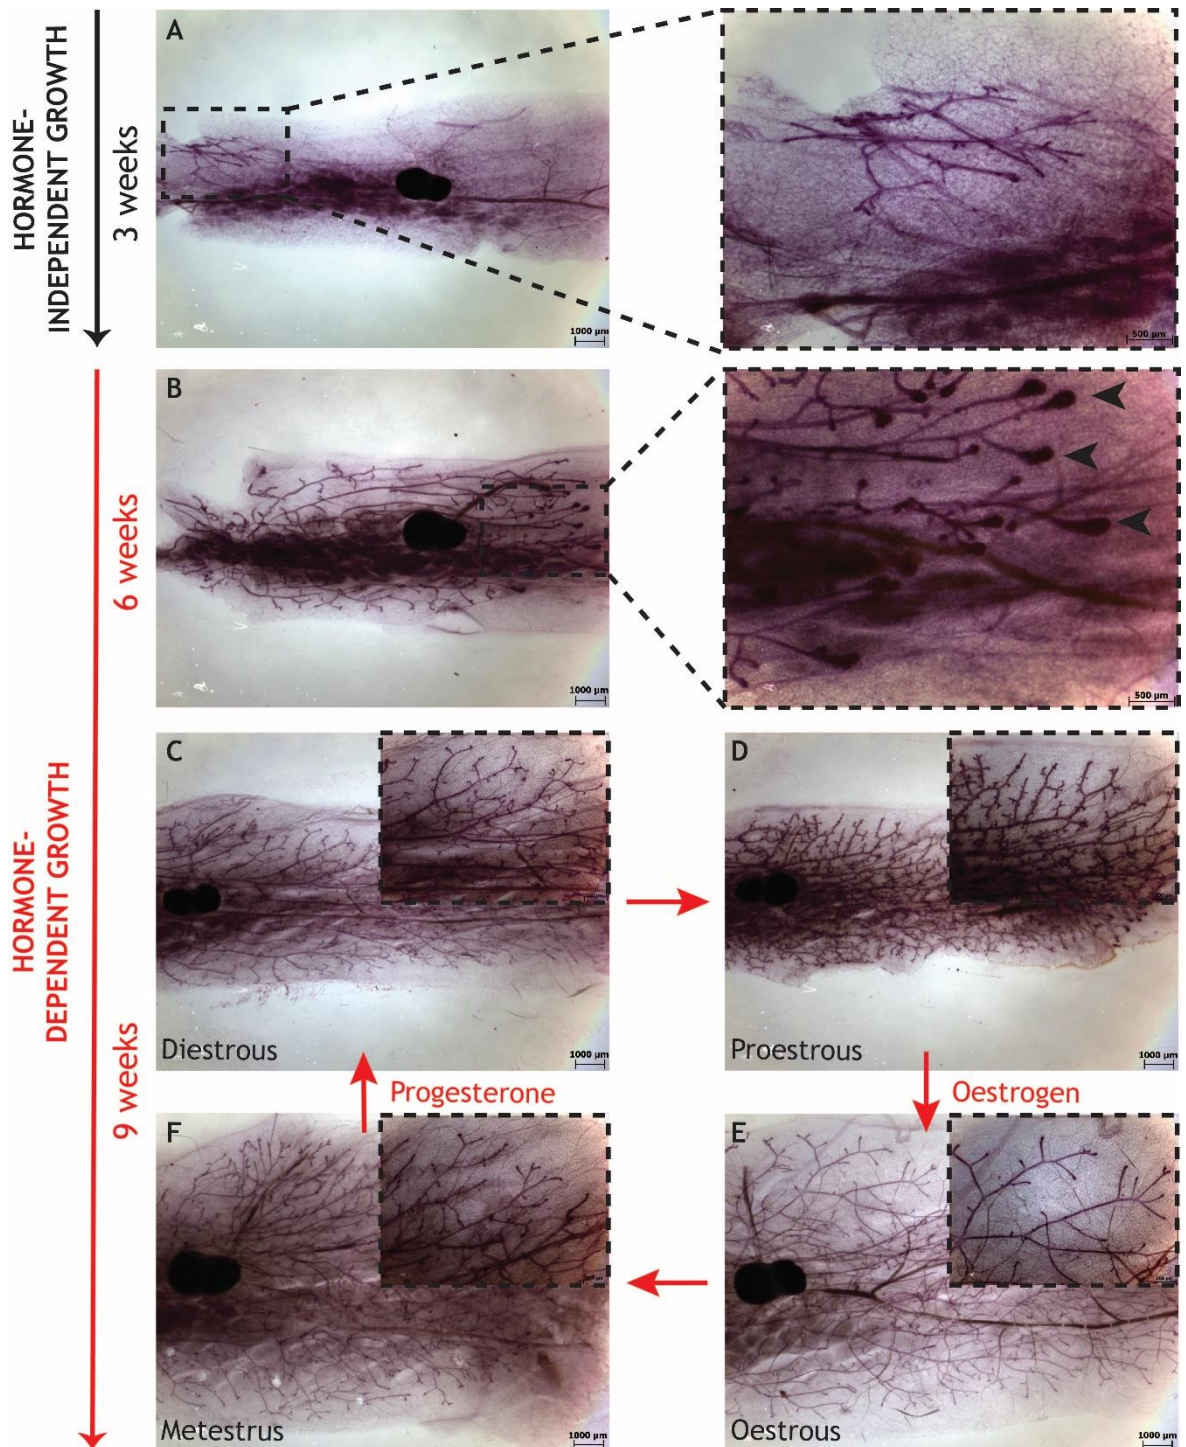 HORMONE-
INDEPENDENT GROWTH
3 weeks
A
1000 µm
500 µm
HORMONE-
DEPENDENT GROWTH
6 weeks
B
1000 µm
500 µm
9 weeks
C
Diestrous
1000 µm
D
Proestrous
1000 µm
Progesterone
Oestrogen
F
Metestrus
1000 µm
E
Oestrous
1000 µm